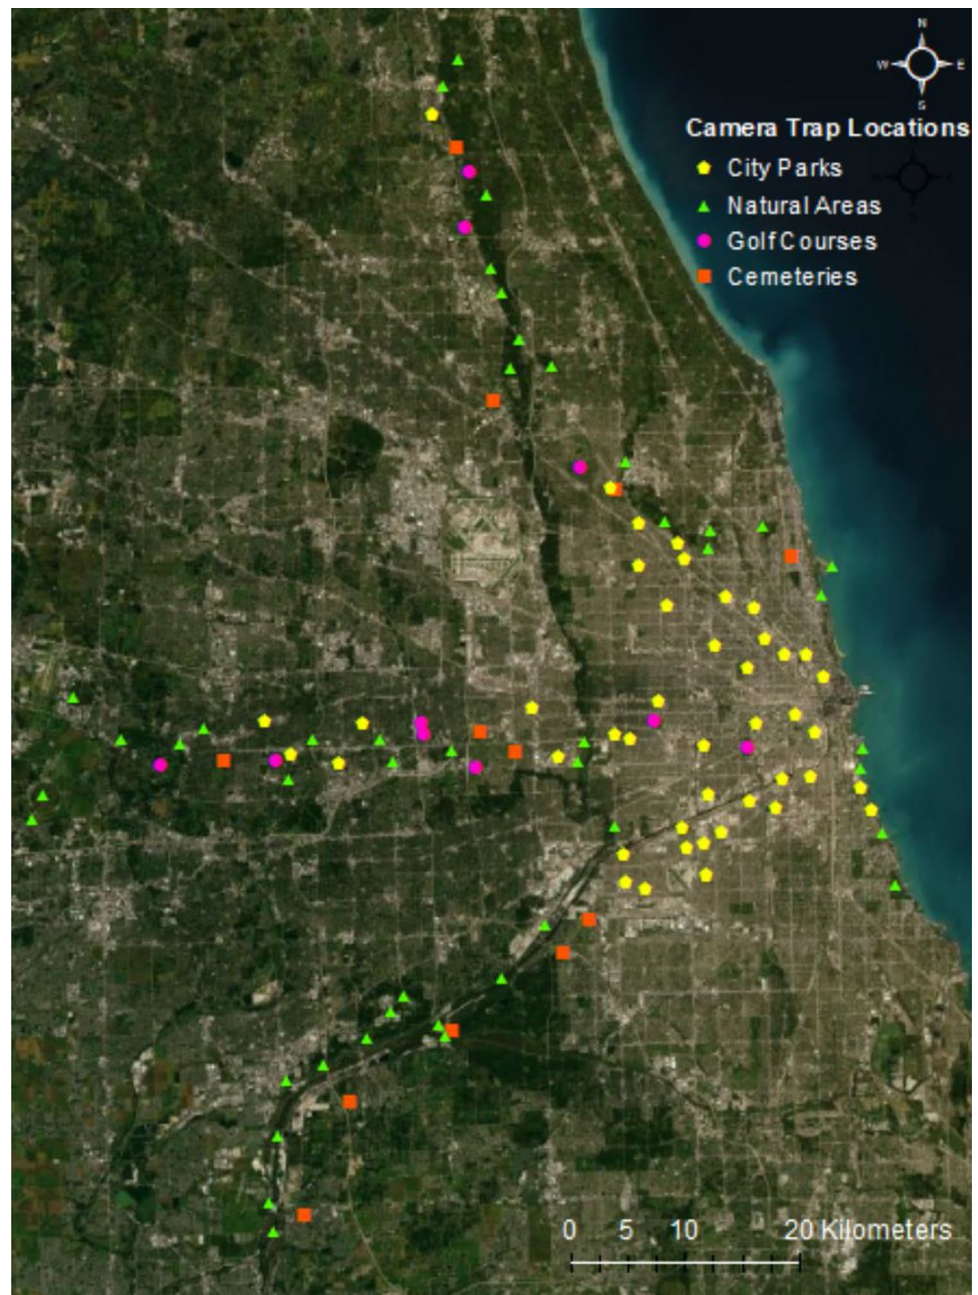 N
W E
S
Camera Trap Locations
City Parks
Natural Areas
Golf Courses
Cemeteries
0 5 10 20 Kilometers